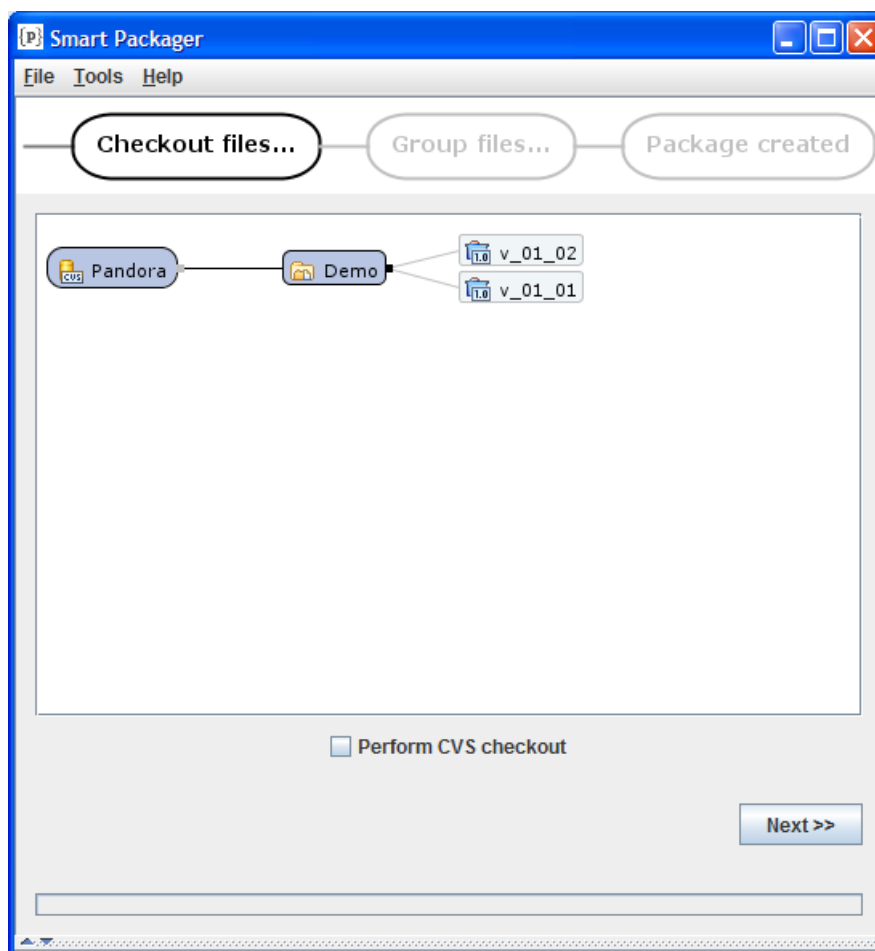 {P} Smart Packager
File Tools Help
Checkout files... Group files... Package created
v_01_02
CVS Pandora Demo 1.0
v_01_01
1.0
Perform CVS checkout
Next >>